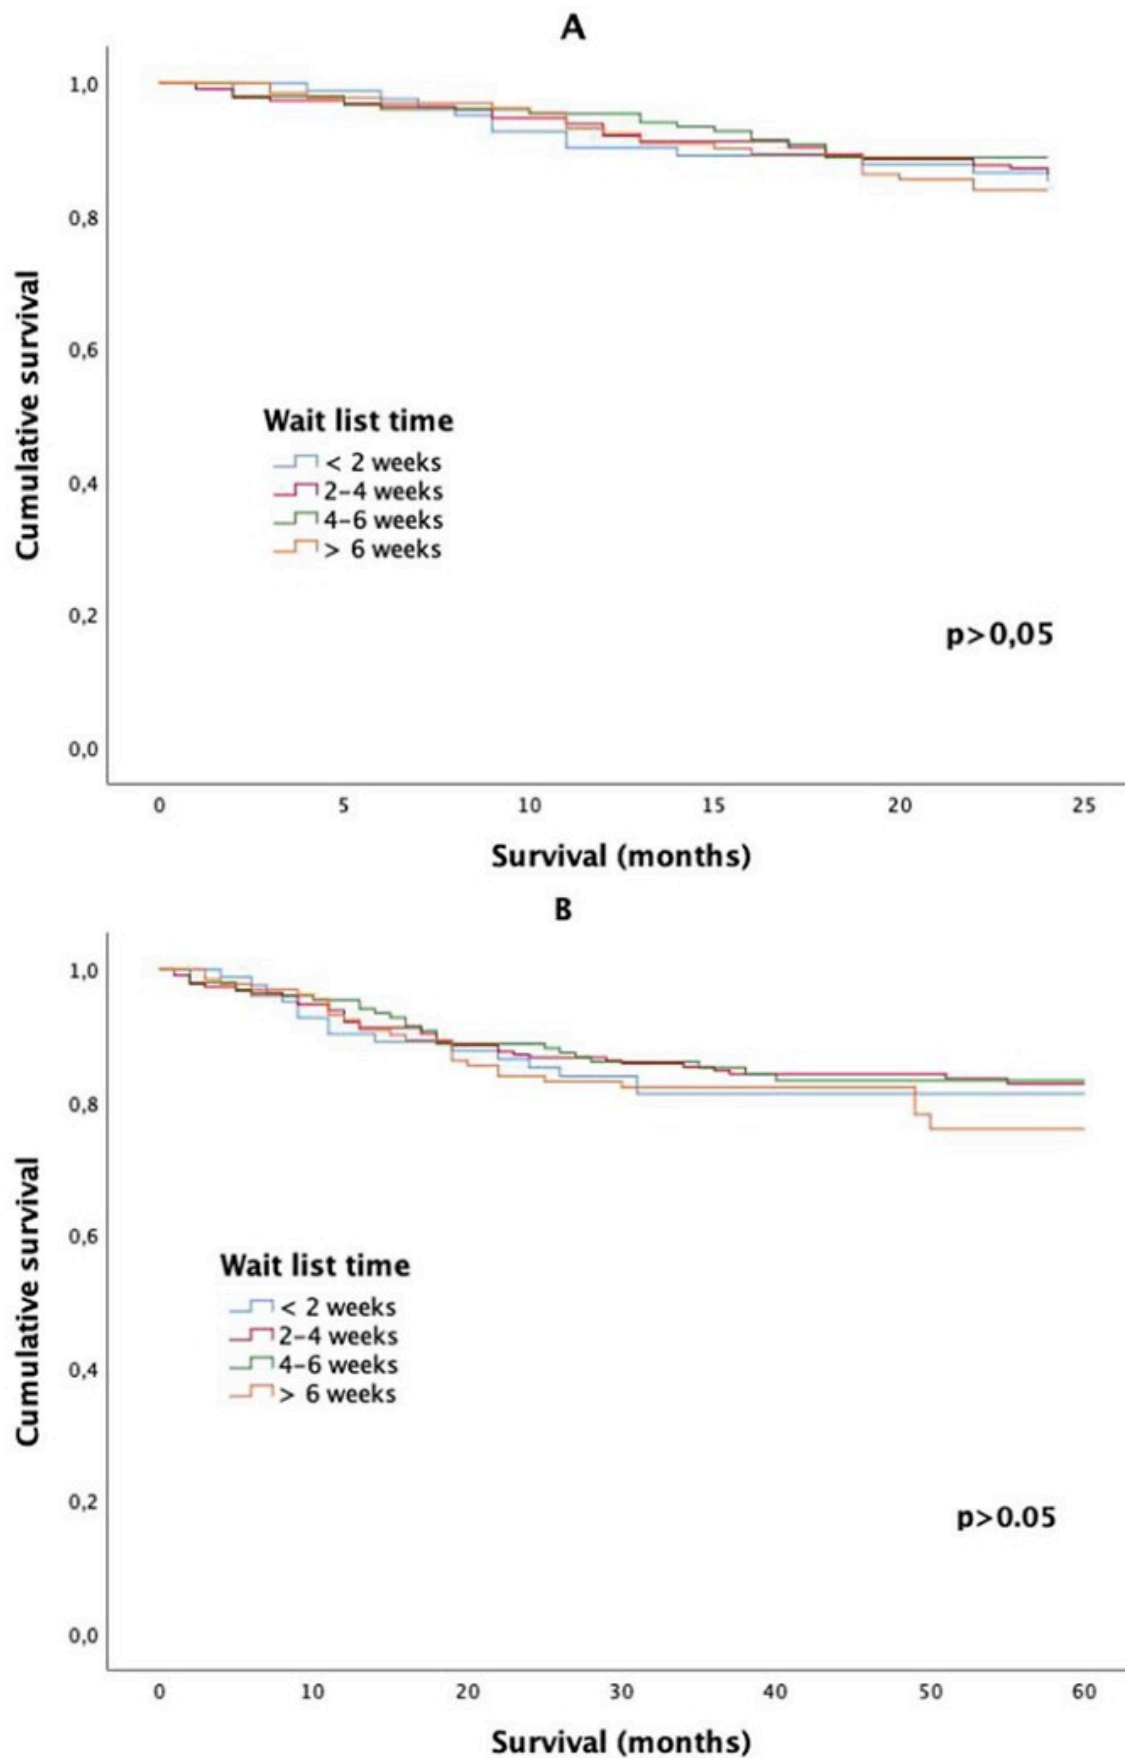 A
1,0
0,8
0,6
0,4
0,2
0,0
Cumulative survival
Wait list time
< 2 weeks
2–4 weeks
4–6 weeks
> 6 weeks
p>0,05
0 5 10 15 20 25
Survival (months)
B
1,0
0,8
0,6
0,4
0,2
0,0
Cumulative survival
Wait list time
< 2 weeks
2–4 weeks
4–6 weeks
> 6 weeks
p>0.05
0 10 20 30 40 50 60
Survival (months)